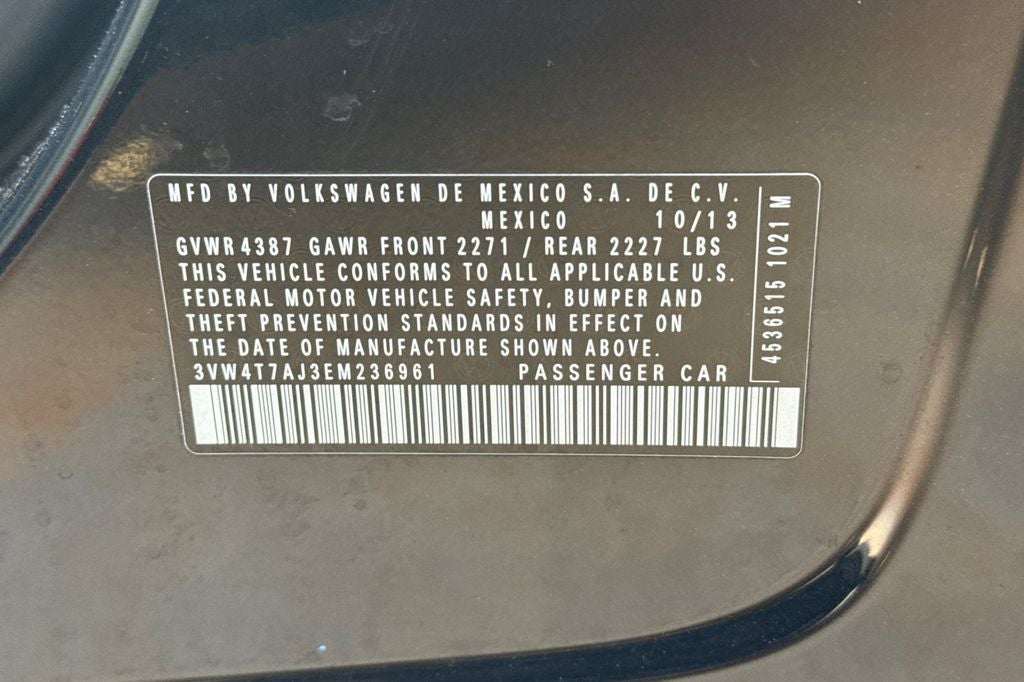 MFD BY VOLKSWAGEN DE MEXICO S.A. DE C.V.
MEXICO 10/13
GVWR 4387 GAWR FRONT 2271 / REAR 2227 LBS
THIS VEHICLE CONFORMS TO ALL APPLICABLE U.S.
FEDERAL MOTOR VEHICLE SAFETY, BUMPER AND
THEFT PREVENTION STANDARDS IN EFFECT ON
THE DATE OF MANUFACTURE SHOWN ABOVE.
3VW4T7AJ3EM236961 PASSENGER CAR
4536515 1021 M